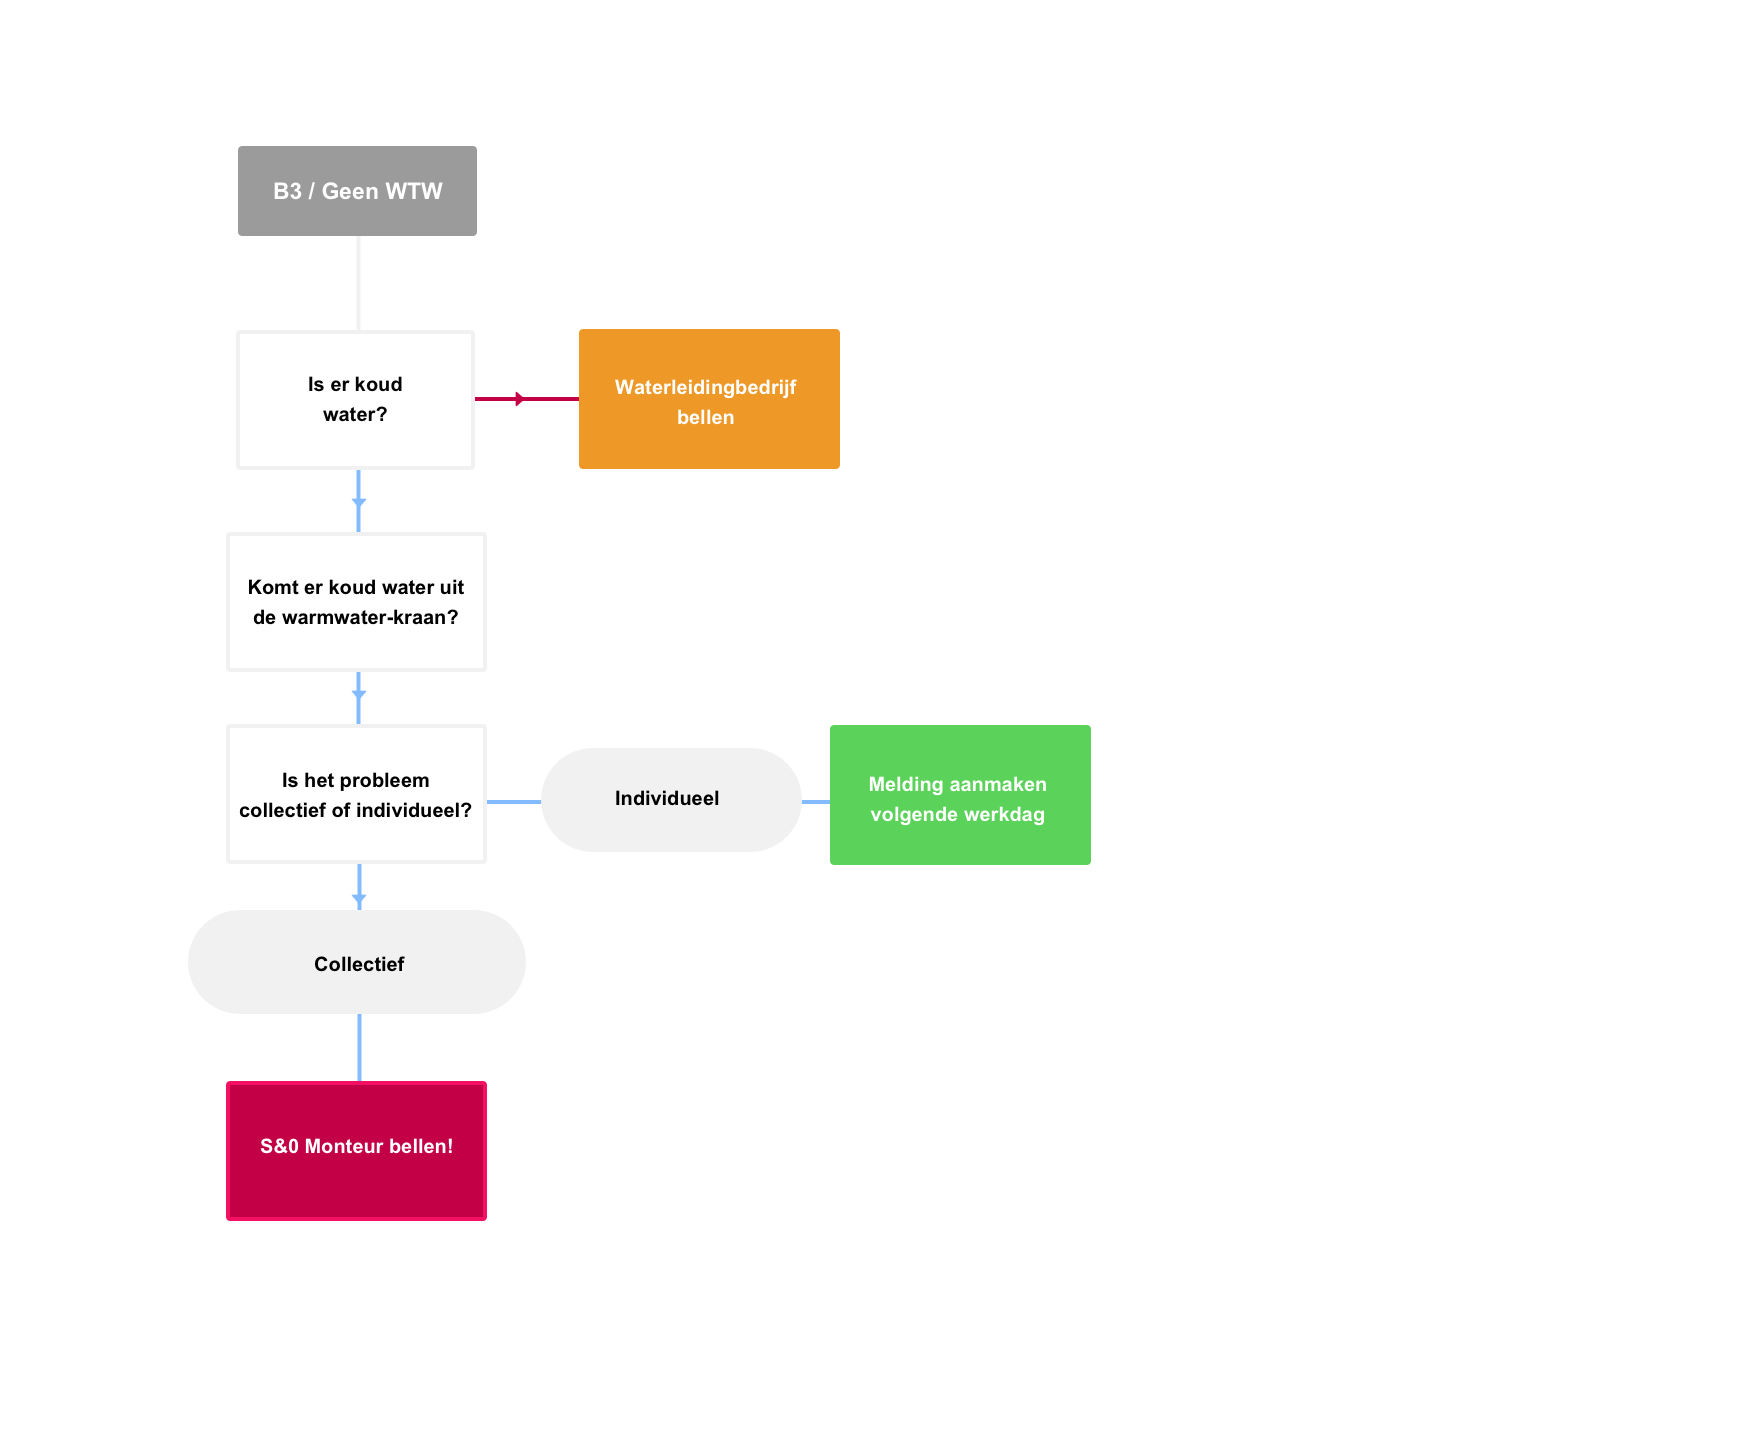 B3 / Geen WTW
Is er koud
water?
Waterleidingbedrijf
bellen
Komt er koud water uit
de warmwater-kraan?
Is het probleem
collectief of individueel?
Individueel
Melding aanmaken
volgende werkdag
Collectief
S&0 Monteur bellen!